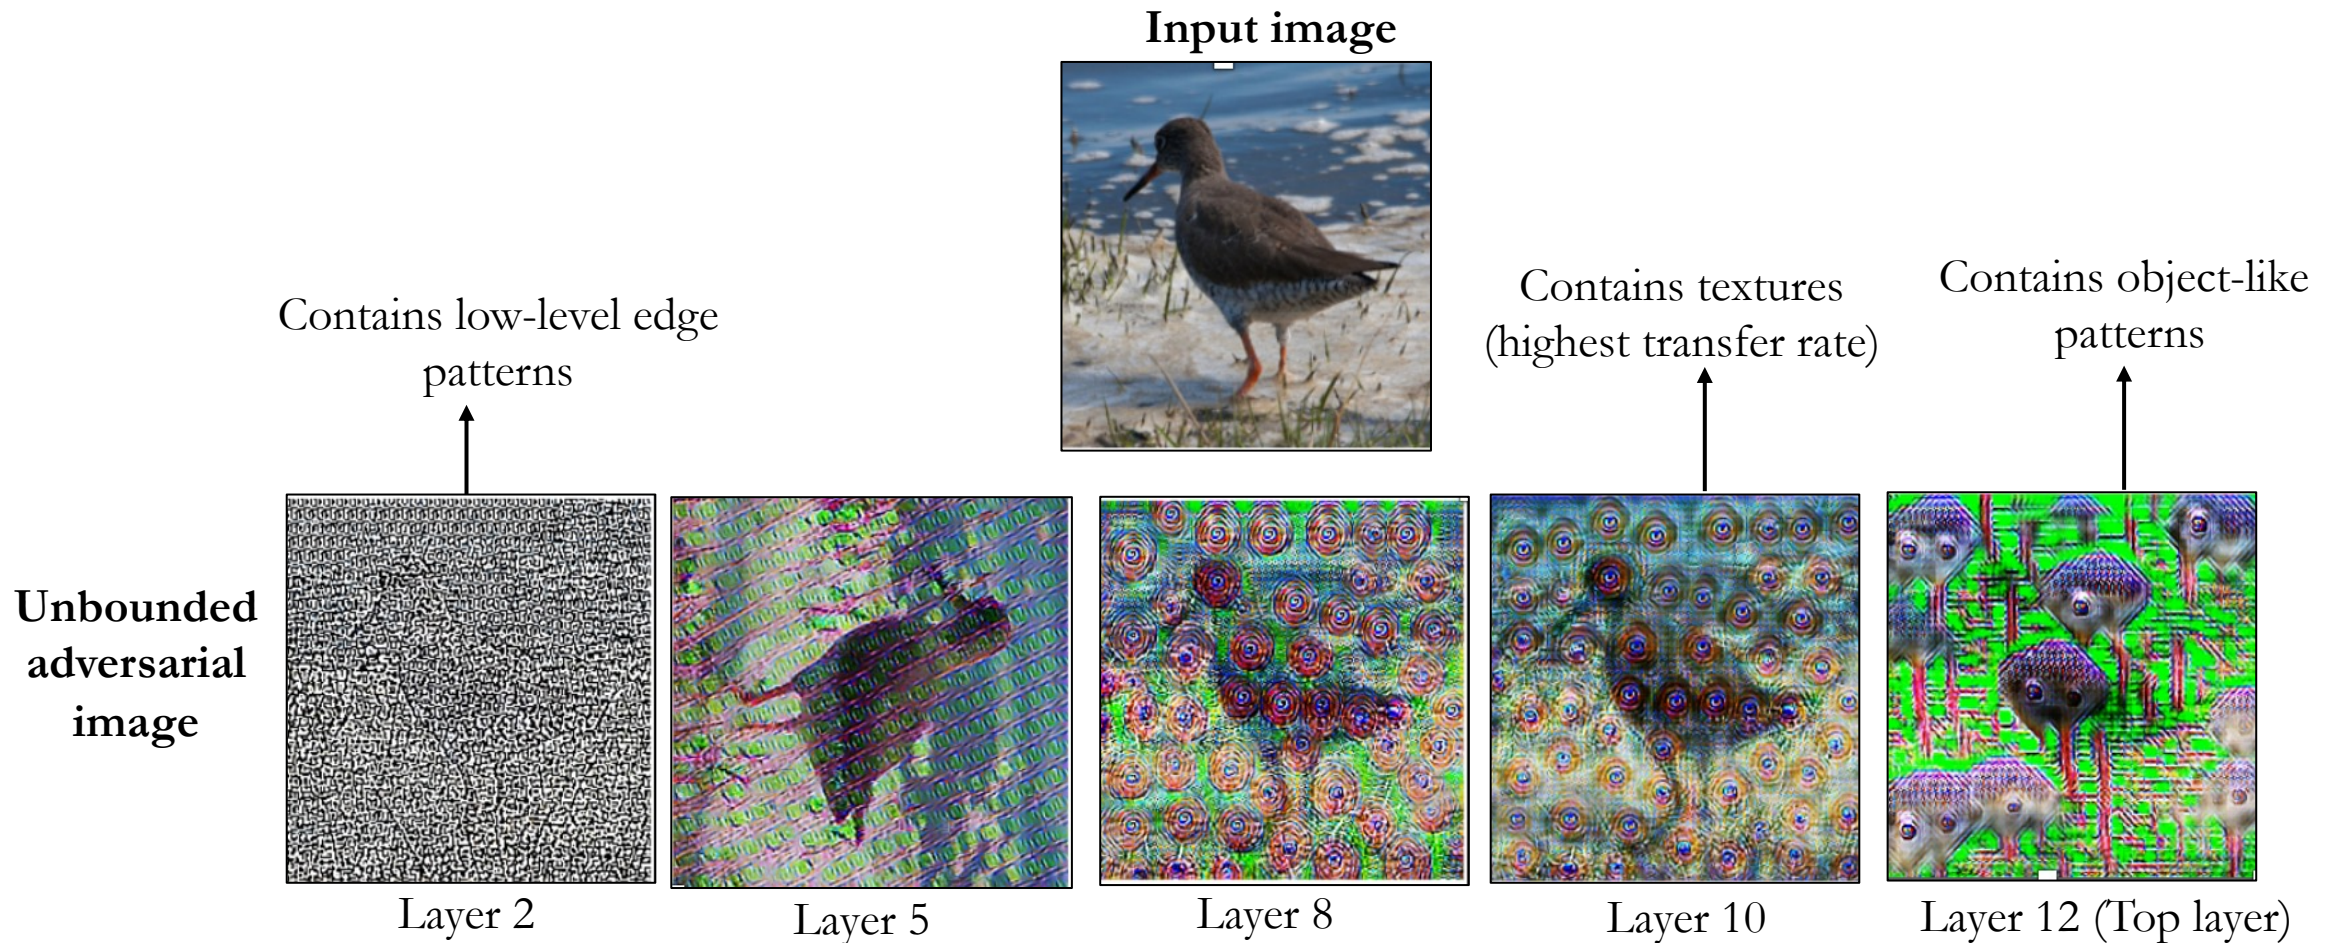 Input image
Contains low-level edge
patterns
Contains textures
(highest transfer rate)
Contains object-like
patterns
Unbounded
adversarial
image
Layer 2
Layer 5
Layer 8
Layer 10
Layer 12 (Top layer)